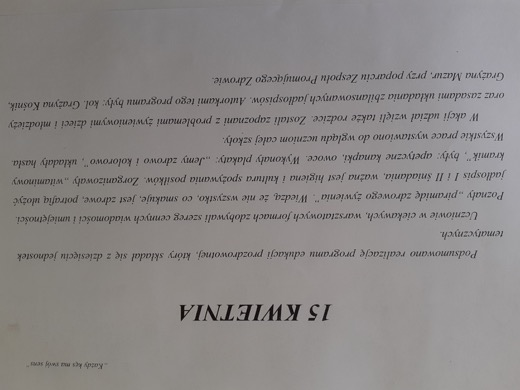 „Każdy kęs ma swój sens"
15 KWIETNIA
Podsumowano realizację programu edukacji prozdrowotnej, który składał się z dziesięciu jednostek
tematycznych.
Uczniowie w ciekawych, warsztatowych formach zdobywali szereg cennych wiadomości i umiejętności.
Poznały „piramidę zdrowego żywienia". Wiedzą, że nie wszystko, co smakuje, jest zdrowe, potrafią ułożyć
jadłospis I i II śniadania, ważna jest higiena i kultura spożywania posiłków. Zorganizowały „witaminowy
kramik", były: apetyczne kanapki, owoce. Wykonały plakaty: „Jemy zdrowo i kolorowo", układały hasła.
Wszystkie prace wystawiono do wglądu uczniom całej szkoły.
W akcji udział wzięli także rodzice. Zostali zapoznani z problemami żywieniowymi dzieci i młodzieży
oraz zasadami układania zbilansowanych jadłospisów. Autorkami tego programu były: kol. Grażyna Kośnik,
Grażyna Mazur, przy poparciu Zespołu Promującego Zdrowie.